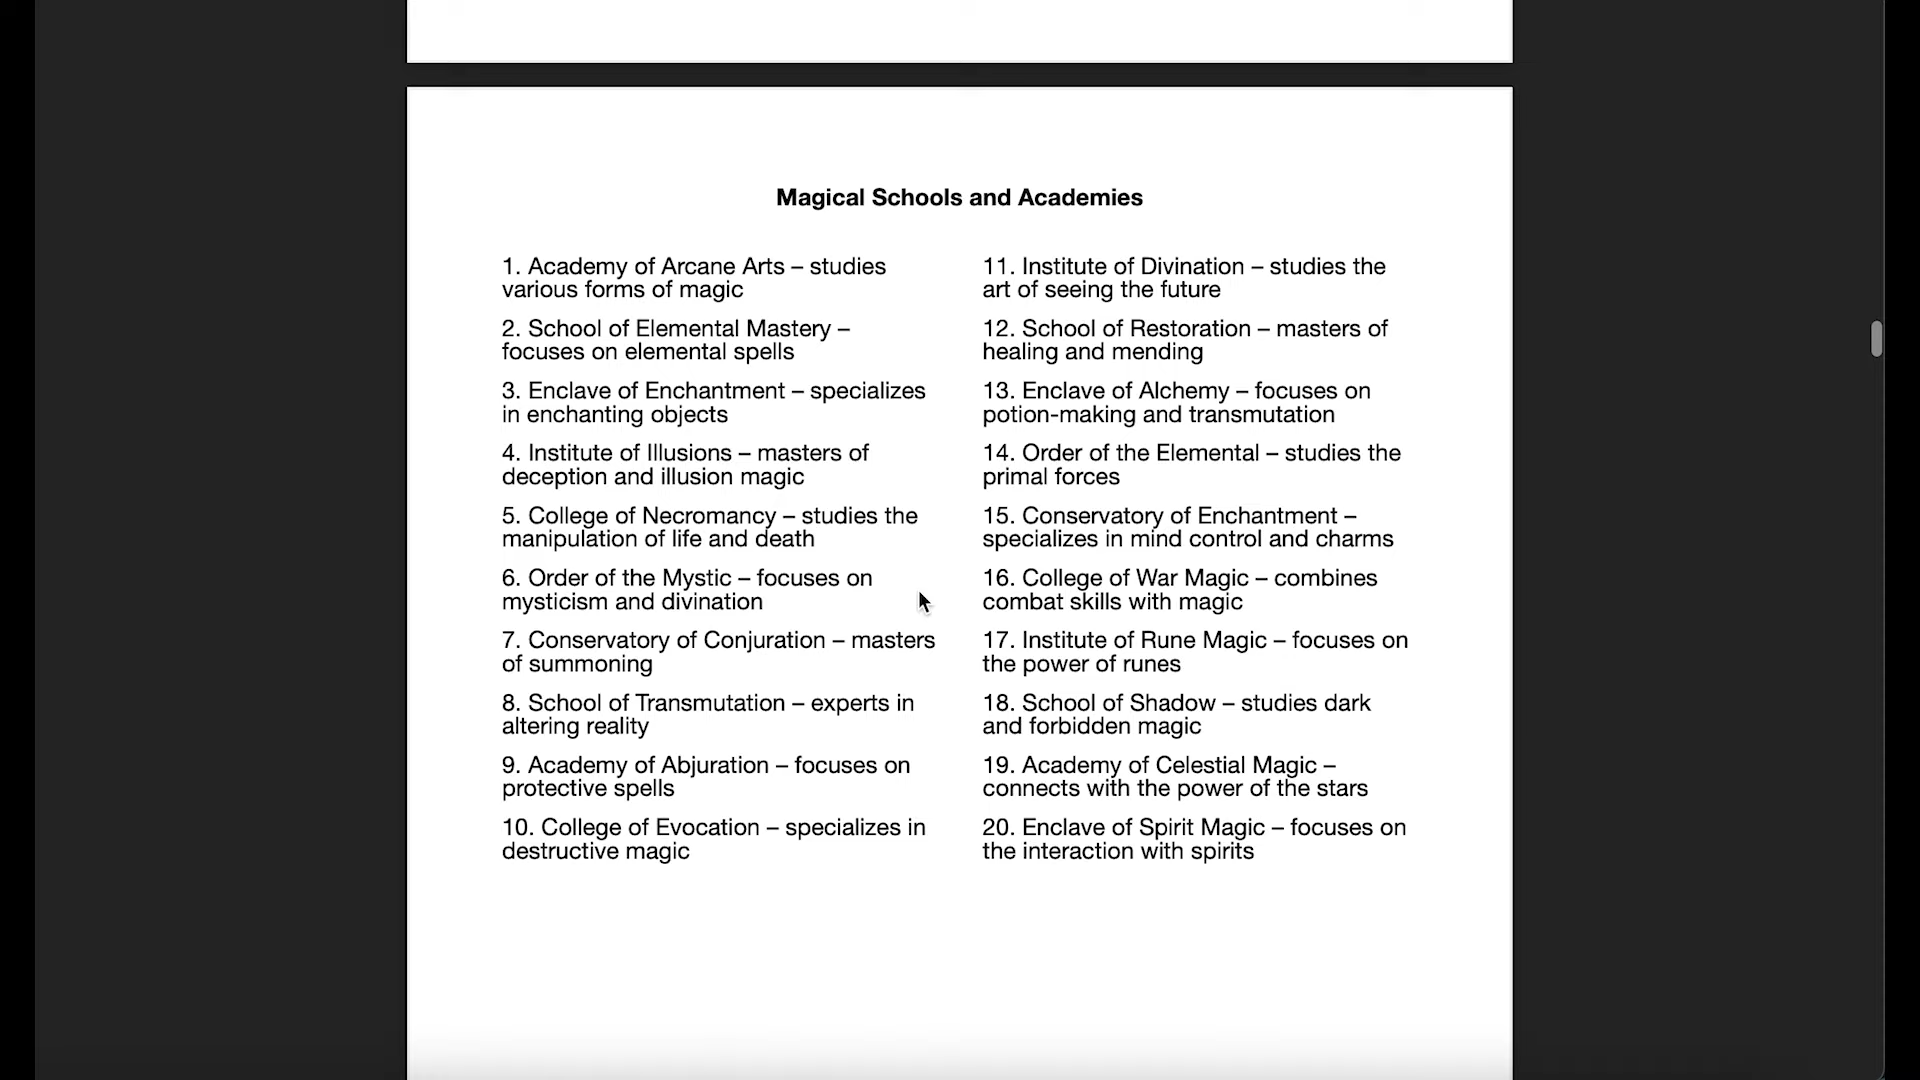 Magical Schools and Academies
1. Academy of Arcane Arts – studies
various forms of magic
2. School of Elemental Mastery –
focuses on elemental spells
3. Enclave of Enchantment – specializes
in enchanting objects
4. Institute of Illusions – masters of
deception and illusion magic
5. College of Necromancy – studies the
manipulation of life and death
6. Order of the Mystic – focuses on
mysticism and divination
7. Conservatory of Conjuration – masters
of summoning
8. School of Transmutation – experts in
altering reality
9. Academy of Abjuration – focuses on
protective spells
10. College of Evocation – specializes in
destructive magic
11. Institute of Divination – studies the
art of seeing the future
12. School of Restoration – masters of
healing and mending
13. Enclave of Alchemy – focuses on
potion-making and transmutation
14. Order of the Elemental – studies the
primal forces
15. Conservatory of Enchantment –
specializes in mind control and charms
16. College of War Magic – combines
combat skills with magic
17. Institute of Rune Magic – focuses on
the power of runes
18. School of Shadow – studies dark
and forbidden magic
19. Academy of Celestial Magic –
connects with the power of the stars
20. Enclave of Spirit Magic – focuses on
the interaction with spirits